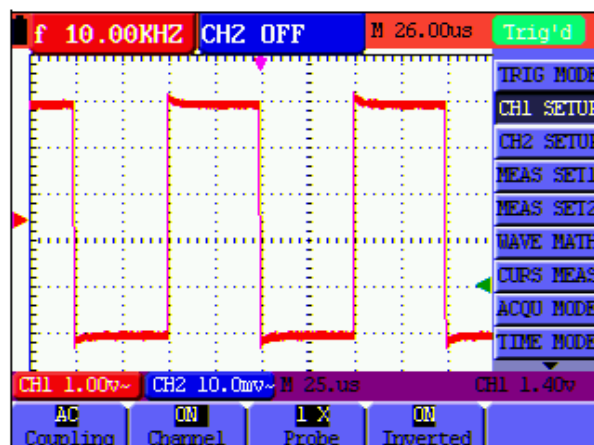 f 10.00KHZ CH2 OFF M 26.00us Trig'd
TRIG MODE
CH1 SETUP
CH2 SETUP
MEAS SET1
MEAS SET2
WAVE MATH
CURS MEAS
ACQU MODE
TIME MODE
CH1 1.00v~ CH2 10.0mv~ M 25.us CH1 1.40v
AC ON 1 X ON
Coupling Channel Probe Inverted